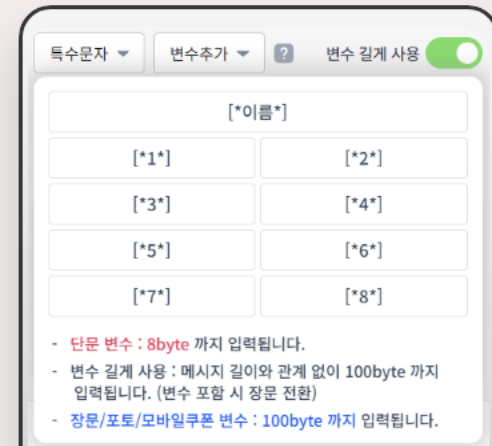 특수문자 변수추가 ? 변수 길게 사용
[*이름*]
[*1*] [*2*]
[*3*] [*4*]
[*5*] [*6*]
[*7*] [*8*]
- 단문 변수 : 8byte 까지 입력됩니다.
- 변수 길게 사용 : 메시지 길이와 관계 없이 100byte 까지
입력됩니다. (변수 포함 시 장문 전환)
- 장문/포토/모바일쿠폰 변수 : 100byte 까지 입력됩니다.